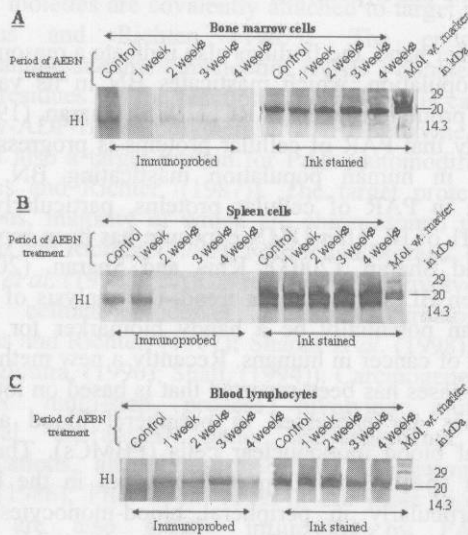 A
Bone marrow cells
Period of AEBN
treatment
Control
1 week
2 weeks
3 weeks
4 weeks
Control
1 week
2 weeks
3 weeks
4 weeks
Mol. wt. marker
in kDa
29
20
14.3
H1
Immunoprobed
Ink stained
B
Spleen cells
Period of AEBN
treatment
Control
1 week
2 weeks
3 weeks
4 weeks
Control
1 week
2 weeks
3 weeks
4 weeks
Mol. wt. marker
in kDa
29
20
14.3
H1
Immunoprobed
Ink stained
C
Blood lymphocytes
Period of AEBN
treatment
Control
1 week
2 weeks
3 weeks
4 weeks
Control
1 week
2 weeks
3 weeks
4 weeks
Mol. wt. marker
in kDa
29
20
14.3
H1
Immunoprobed
Ink stained